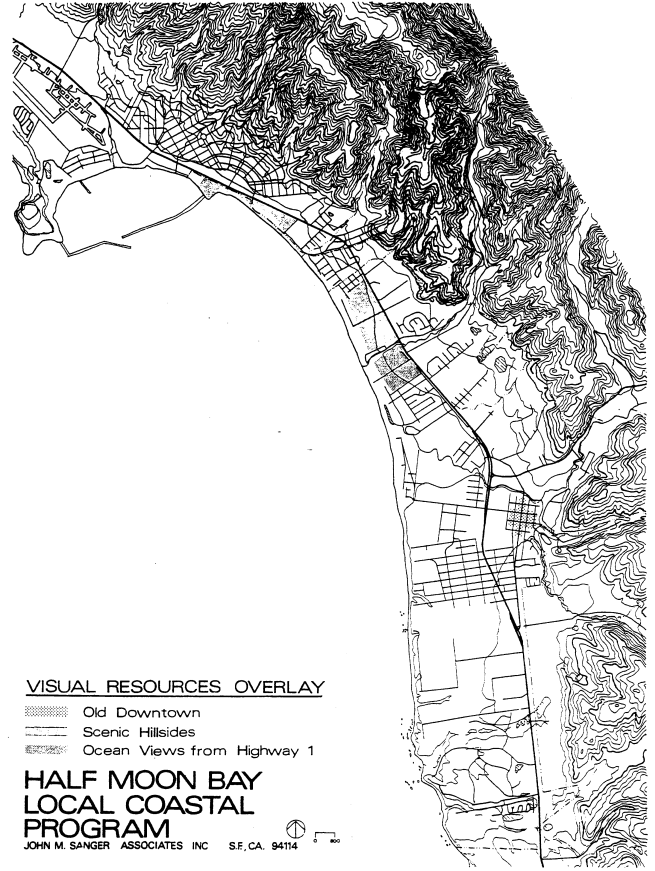 VISUAL RESOURCES OVERLAY
Old Downtown
Scenic Hillsides
Ocean Views from Highway 1
HALF MOON BAY
LOCAL COASTAL
PROGRAM
JOHN M. SANGER ASSOCIATES INC S.F., CA. 94114
0 800